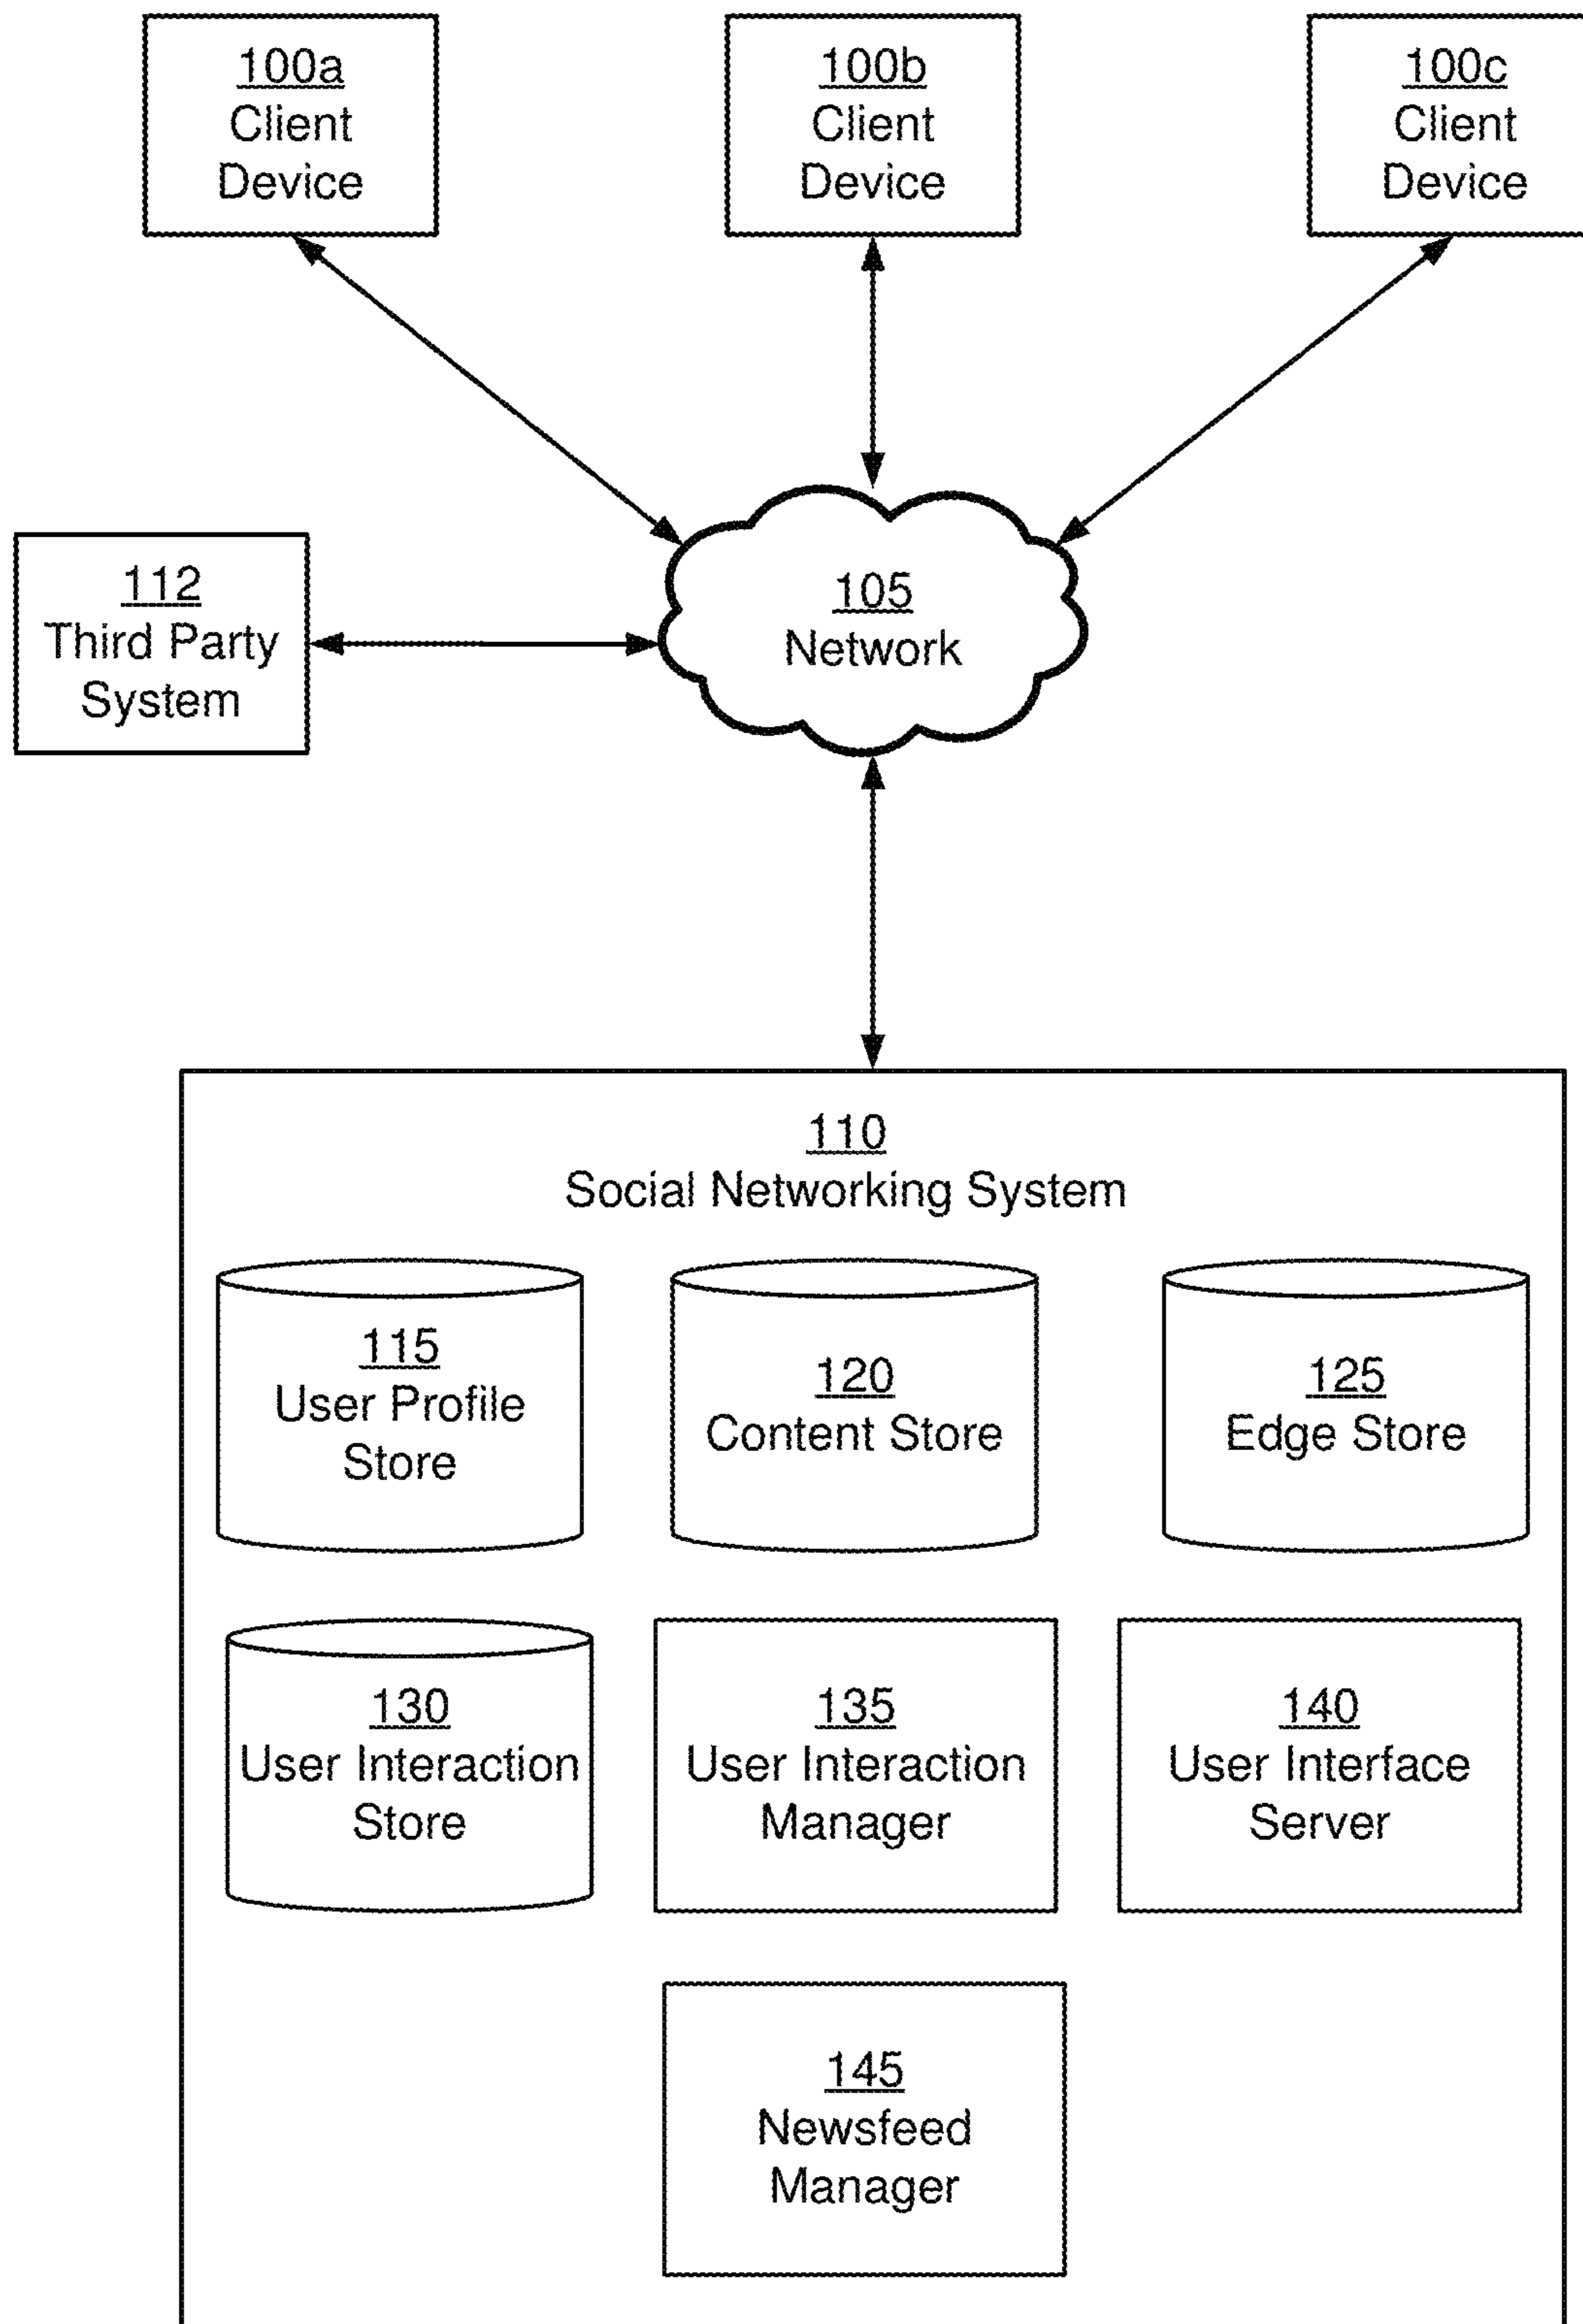 100a
Client
Device
100b
Client
Device
100c
Client
Device
112
Third Party
System
105
Network
110
Social Networking System
115
User Profile
Store
120
Content Store
125
Edge Store
130
User Interaction
Store
135
User Interaction
Manager
140
User Interface
Server
145
Newsfeed
Manager